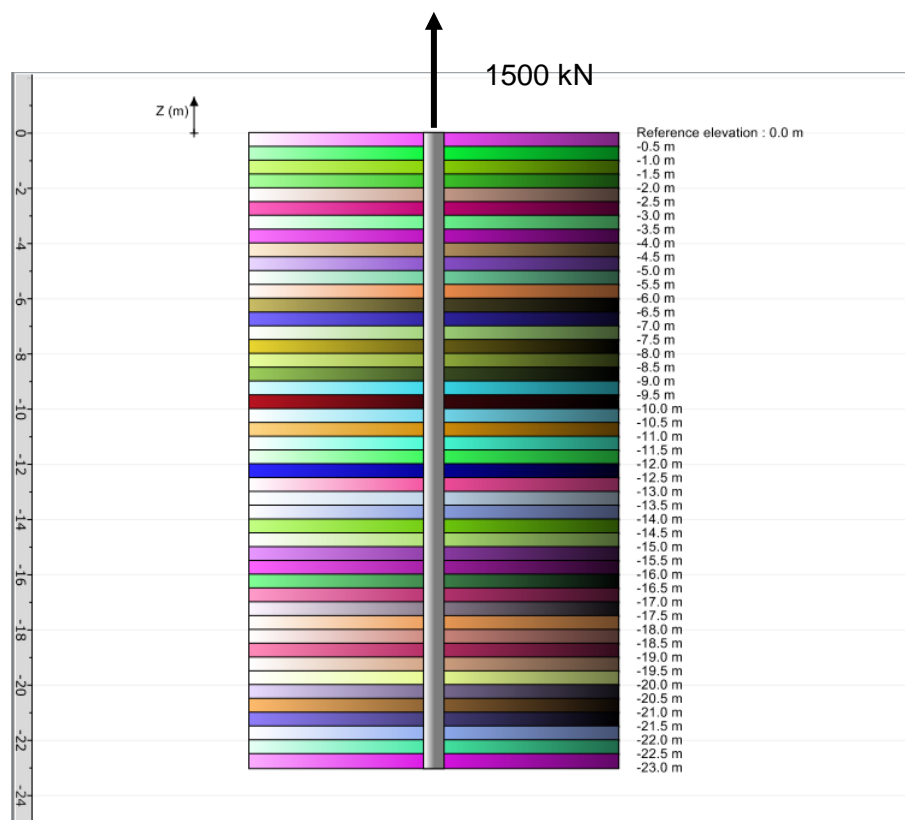 1500 kN
Z (m)
Reference elevation : 0.0 m
-0.5 m
-1.0 m
-1.5 m
-2.0 m
-2.5 m
-3.0 m
-3.5 m
-4.0 m
-4.5 m
-5.0 m
-5.5 m
-6.0 m
-6.5 m
-7.0 m
-7.5 m
-8.0 m
-8.5 m
-9.0 m
-9.5 m
-10.0 m
-10.5 m
-11.0 m
-11.5 m
-12.0 m
-12.5 m
-13.0 m
-13.5 m
-14.0 m
-14.5 m
-15.0 m
-15.5 m
-16.0 m
-16.5 m
-17.0 m
-17.5 m
-18.0 m
-18.5 m
-19.0 m
-19.5 m
-20.0 m
-20.5 m
-21.0 m
-21.5 m
-22.0 m
-22.5 m
-23.0 m
0
-2
-4
-6
-8
-10
-12
-14
-16
-18
-20
-22
-24